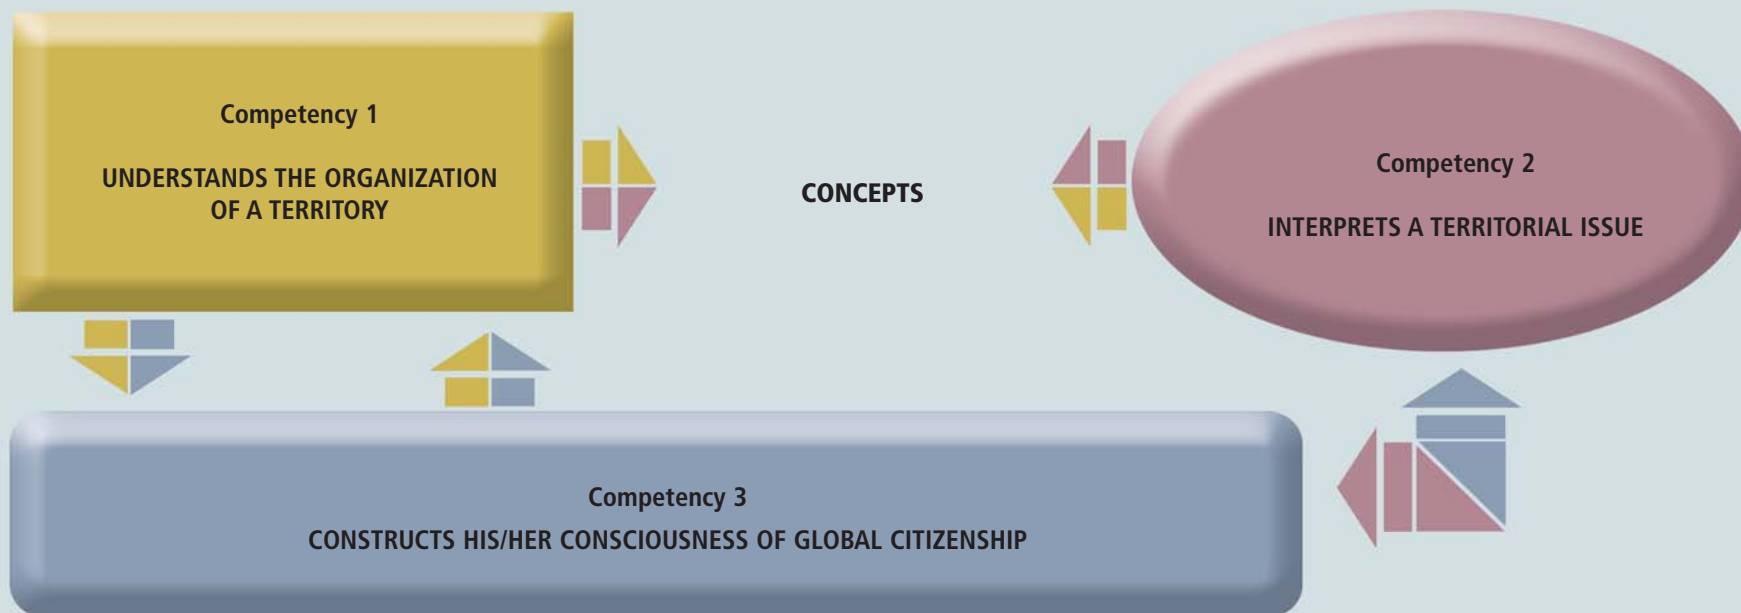 Competency 1
UNDERSTANDS THE ORGANIZATION
OF A TERRITORY
CONCEPTS
Competency 2
INTERPRETS A TERRITORIAL ISSUE
Competency 3
CONSTRUCTS HIS/HER CONSCIOUSNESS OF GLOBAL CITIZENSHIP